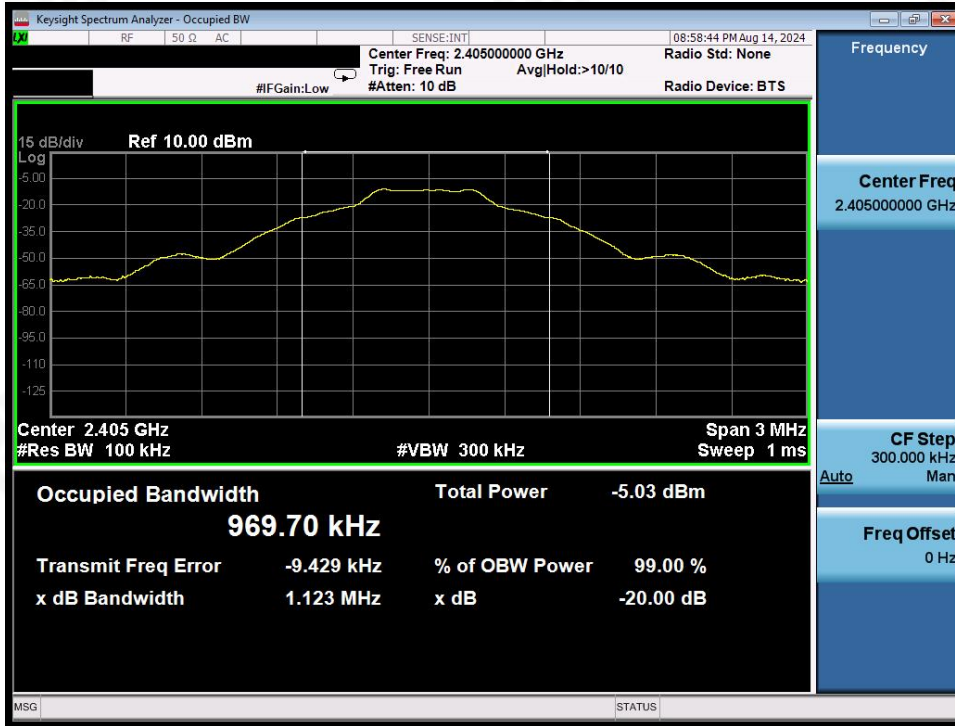 Keysight Spectrum Analyzer - Occupied BW
LXI RF 50 Ω AC SENSE:INT 08:58:44 PM Aug 14, 2024
Center Freq: 2.405000000 GHz Radio Std: None
Trig: Free Run Avg|Hold:>10/10
#IFGain:Low #Atten: 10 dB Radio Device: BTS
15 dB/div Ref 10.00 dBm
Log
-5.00
-20.0
-35.0
-50.0
-65.0
-80.0
-95.0
-110
-125
Center 2.405 GHz Span 3 MHz
#Res BW 100 kHz #VBW 300 kHz Sweep 1 ms
Occupied Bandwidth Total Power -5.03 dBm
969.70 kHz
Transmit Freq Error -9.429 kHz % of OBW Power 99.00 %
x dB Bandwidth 1.123 MHz x dB -20.00 dB
Frequency
Center Freq
2.405000000 GHz
CF Step
300.000 kHz
Auto Man
Freq Offset
0 Hz
MSG STATUS